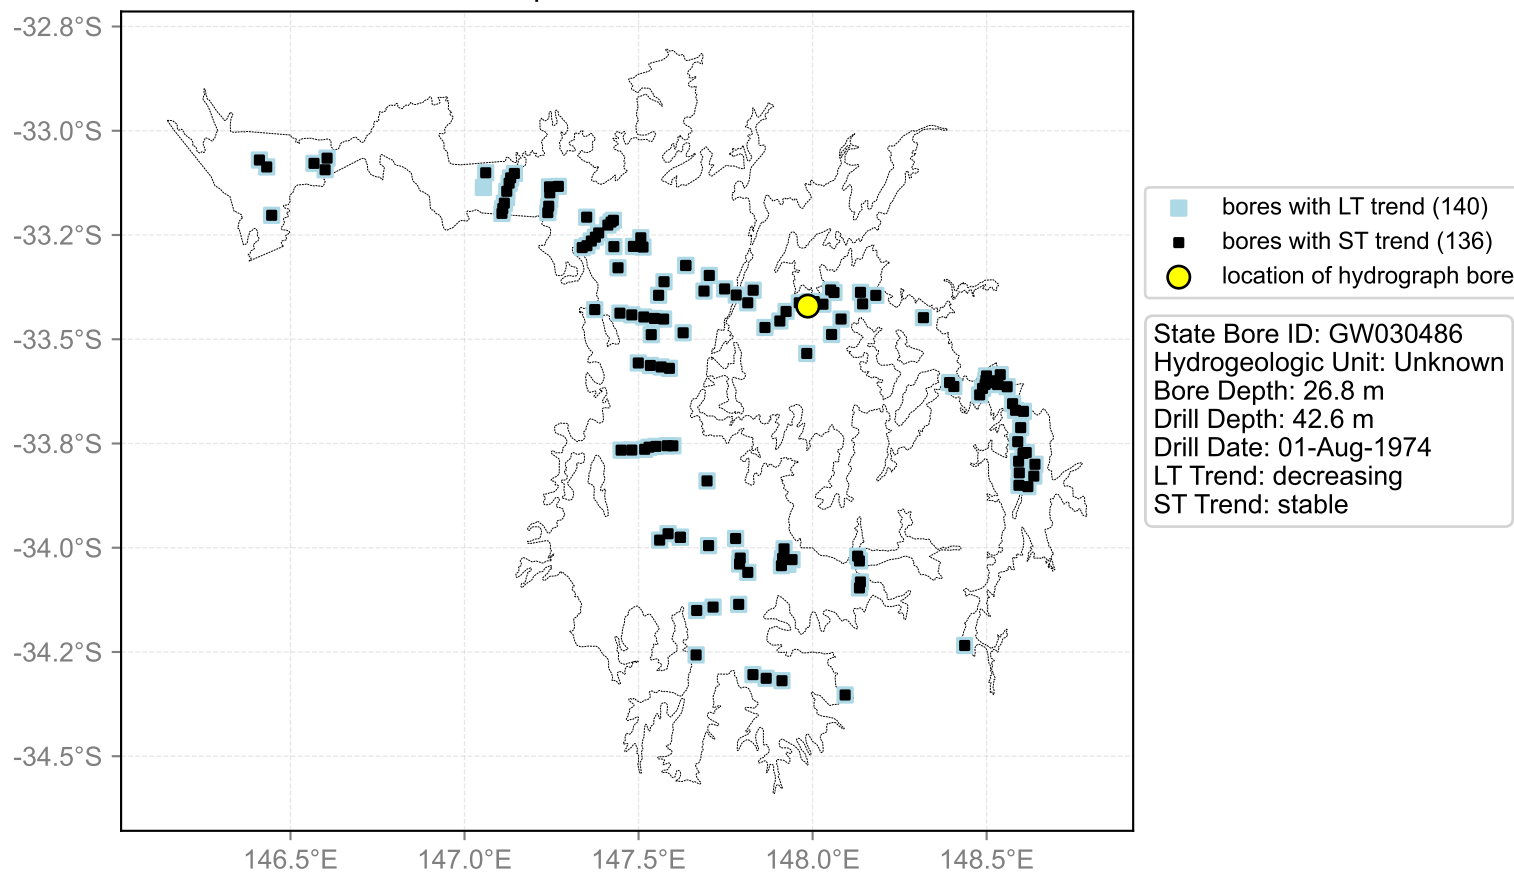 -32.8°S
-33.0°S
-33.2°S
-33.5°S
-33.8°S
-34.0°S
-34.2°S
-34.5°S
146.5°E
147.0°E
147.5°E
148.0°E
148.5°E
bores with LT trend (140)
bores with ST trend (136)
location of hydrograph bore
State Bore ID: GW030486
Hydrogeologic Unit: Unknown
Bore Depth: 26.8 m
Drill Depth: 42.6 m
Drill Date: 01-Aug-1974
LT Trend: decreasing
ST Trend: stable